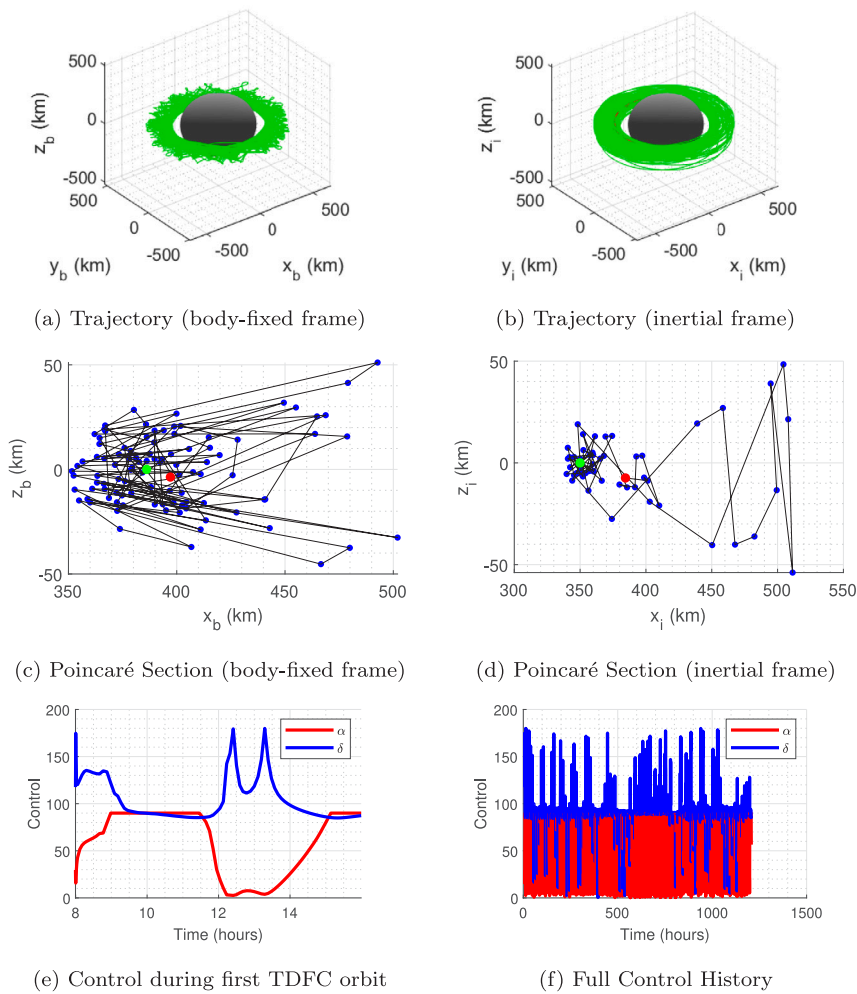 500
0
-500
500
0
-500
-500
0
500
z_b (km)
y_b (km)
x_b (km)
(a) Trajectory (body-fixed frame)
500
0
-500
500
0
-500
-500
0
500
z_i (km)
y_i (km)
x_i (km)
(b) Trajectory (inertial frame)
50
0
-50
350 400 450 500
z_b (km)
x_b (km)
(c) Poincaré Section (body-fixed frame)
50
0
-50
300 350 400 450 500 550
z_i (km)
x_i (km)
(d) Poincaré Section (inertial frame)
200
150
100
50
0
8 10 12 14
Control
Time (hours)
α
δ
(e) Control during first TDFC orbit
200
150
100
50
0
0 500 1000 1500
Control
Time (hours)
α
δ
(f) Full Control History